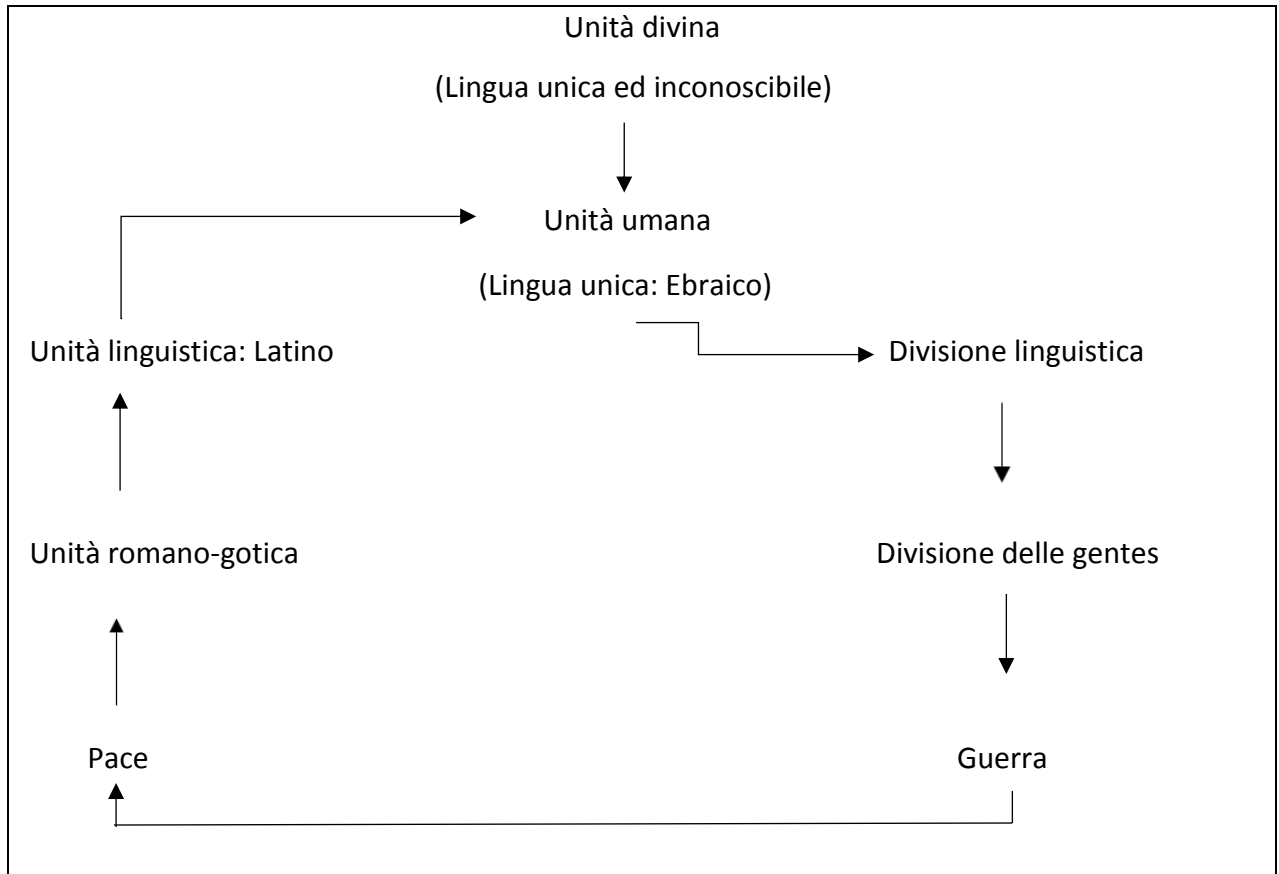 Unità divina
(Lingua unica ed inconoscibile)
Unità umana
(Lingua unica: Ebraico)
Unità linguistica: Latino
Divisione linguistica
Unità romano-gotica
Divisione delle gentes
Pace
Guerra